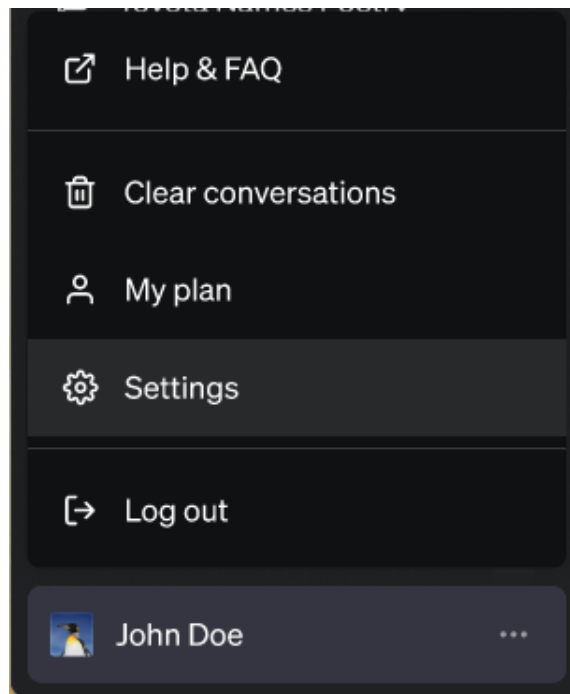 Help & FAQ
Clear conversations
My plan
Settings
Log out
John Doe